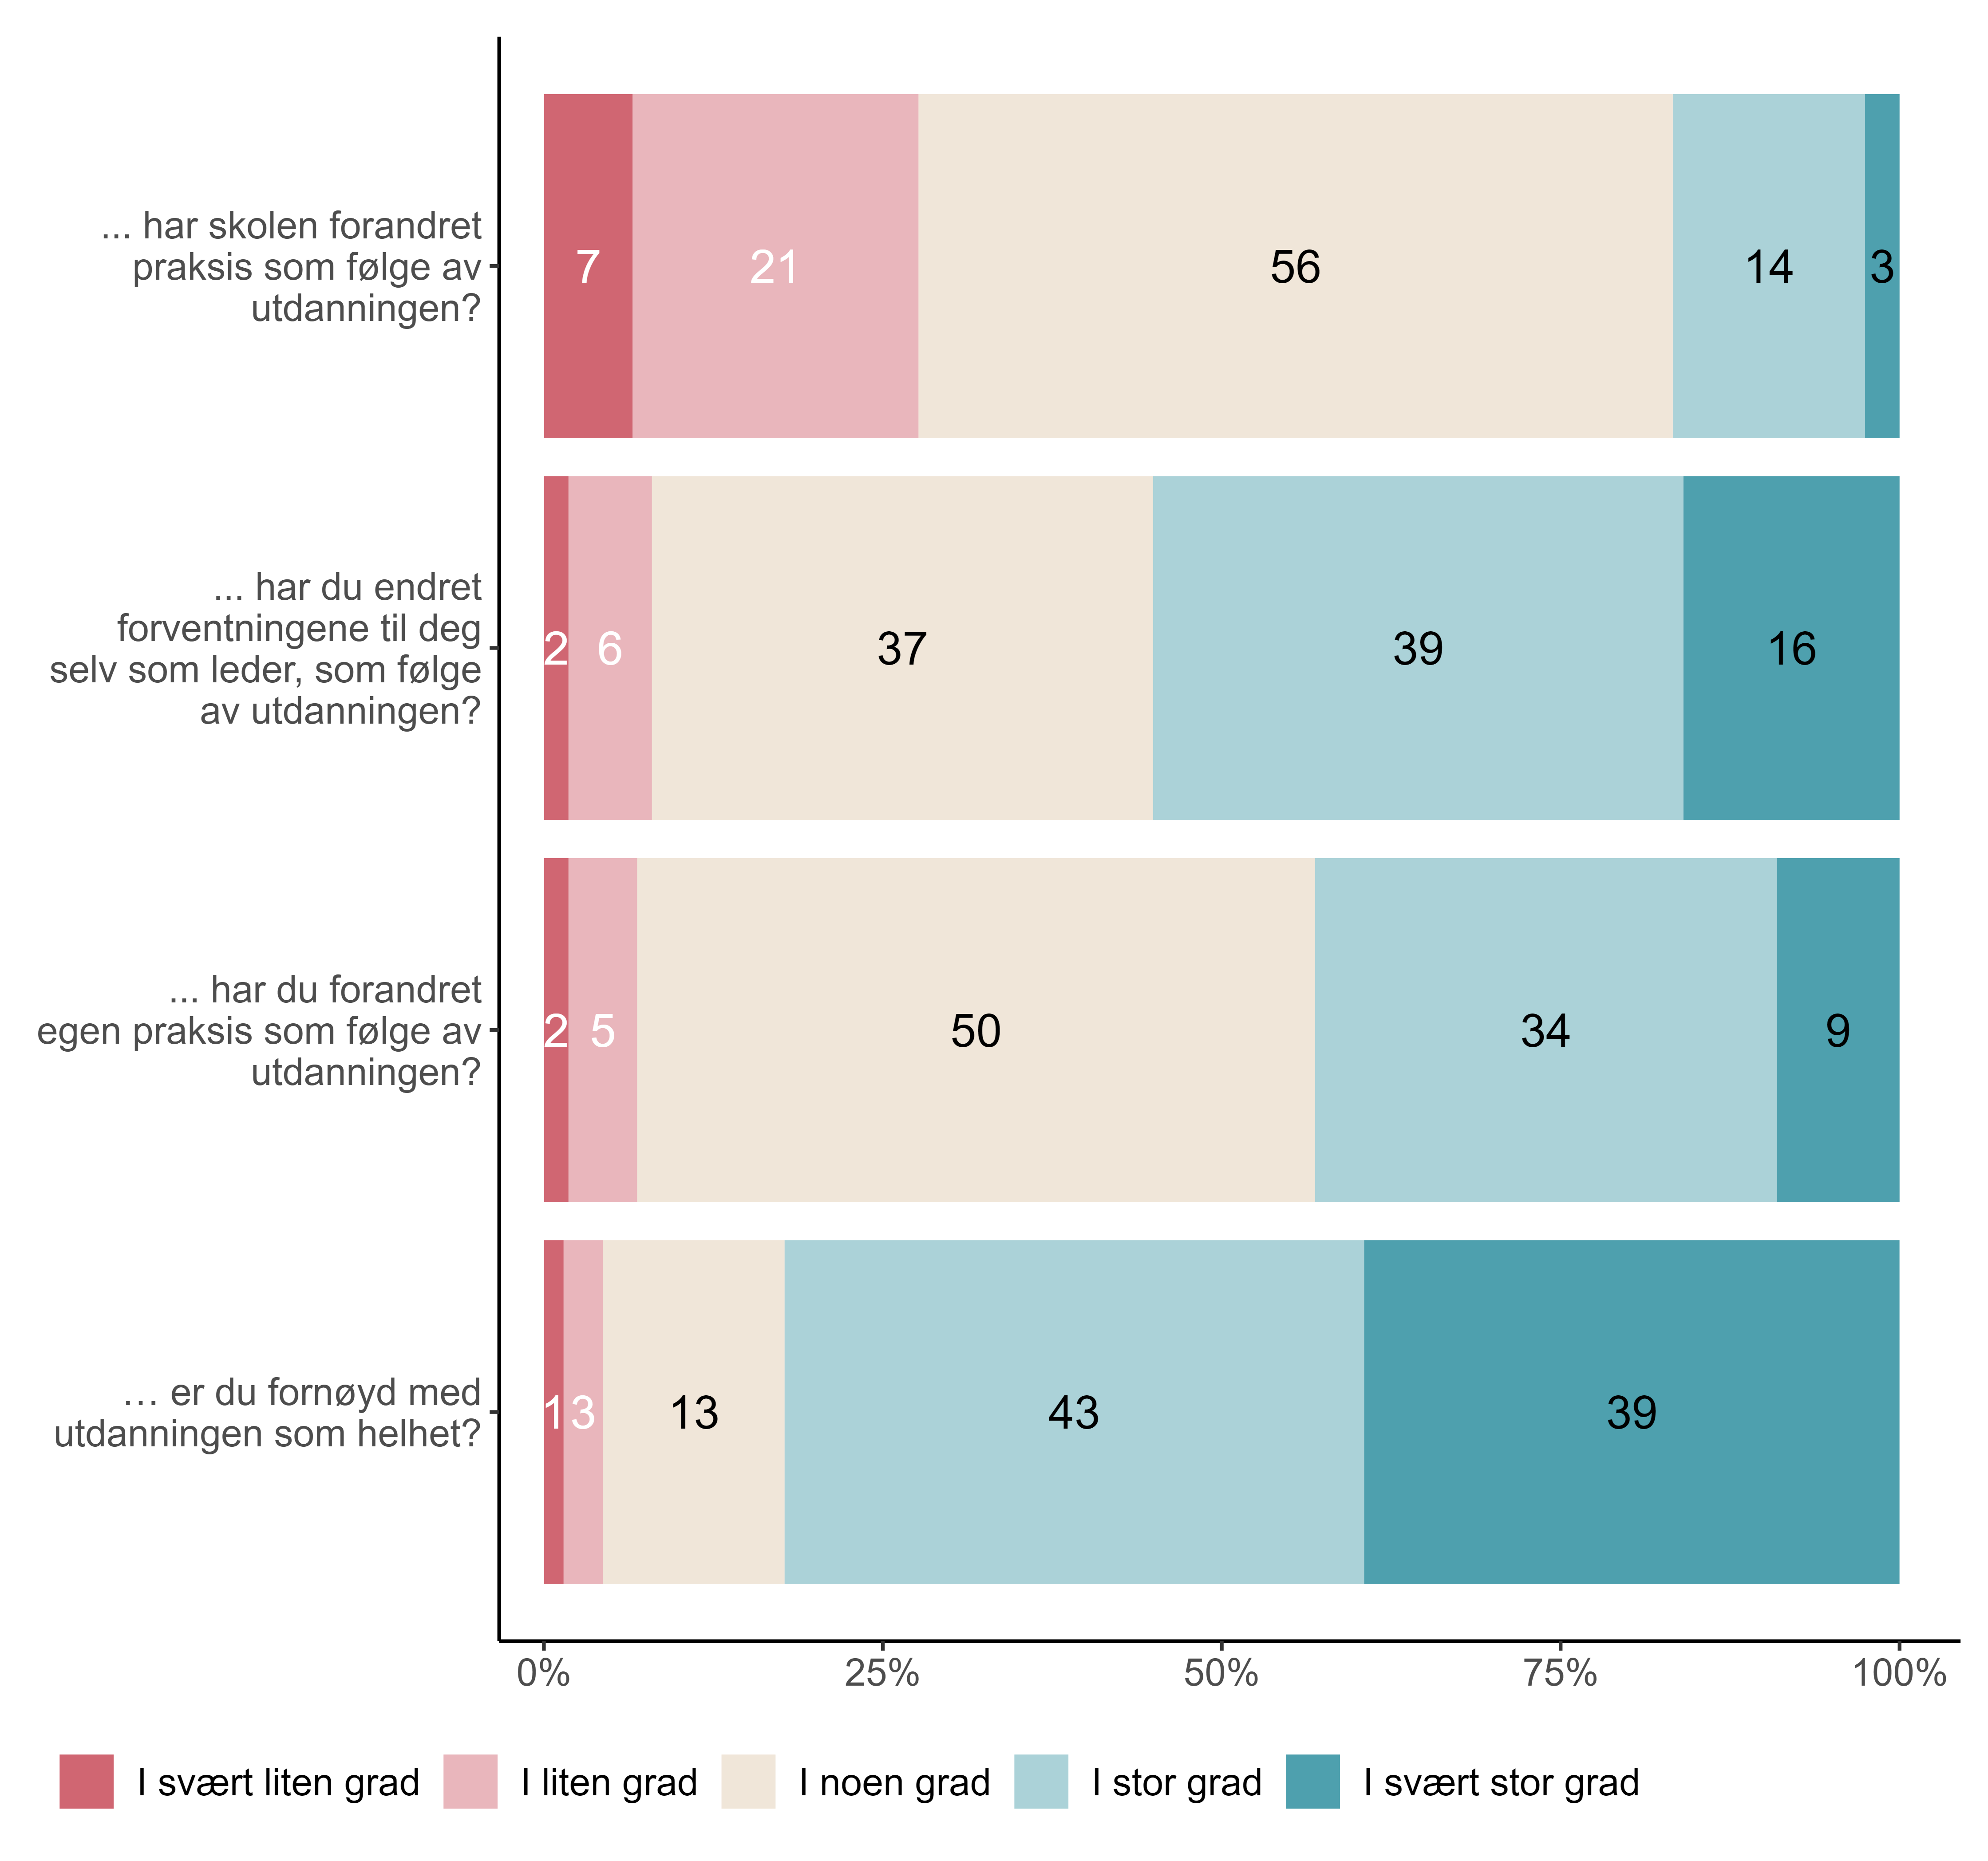 ... har skolen forandret
praksis som følge av
utdanningen?
7 21 56 14 3
... har du endret
forventningene til deg
selv som leder, som følge
av utdanningen?
2 6 37 39 16
... har du forandret
egen praksis som følge av
utdanningen?
2 5 50 34 9
… er du fornøyd med
utdanningen som helhet?
1 3 13 43 39
0% 25% 50% 75% 100%
I svært liten grad I liten grad I noen grad I stor grad I svært stor grad